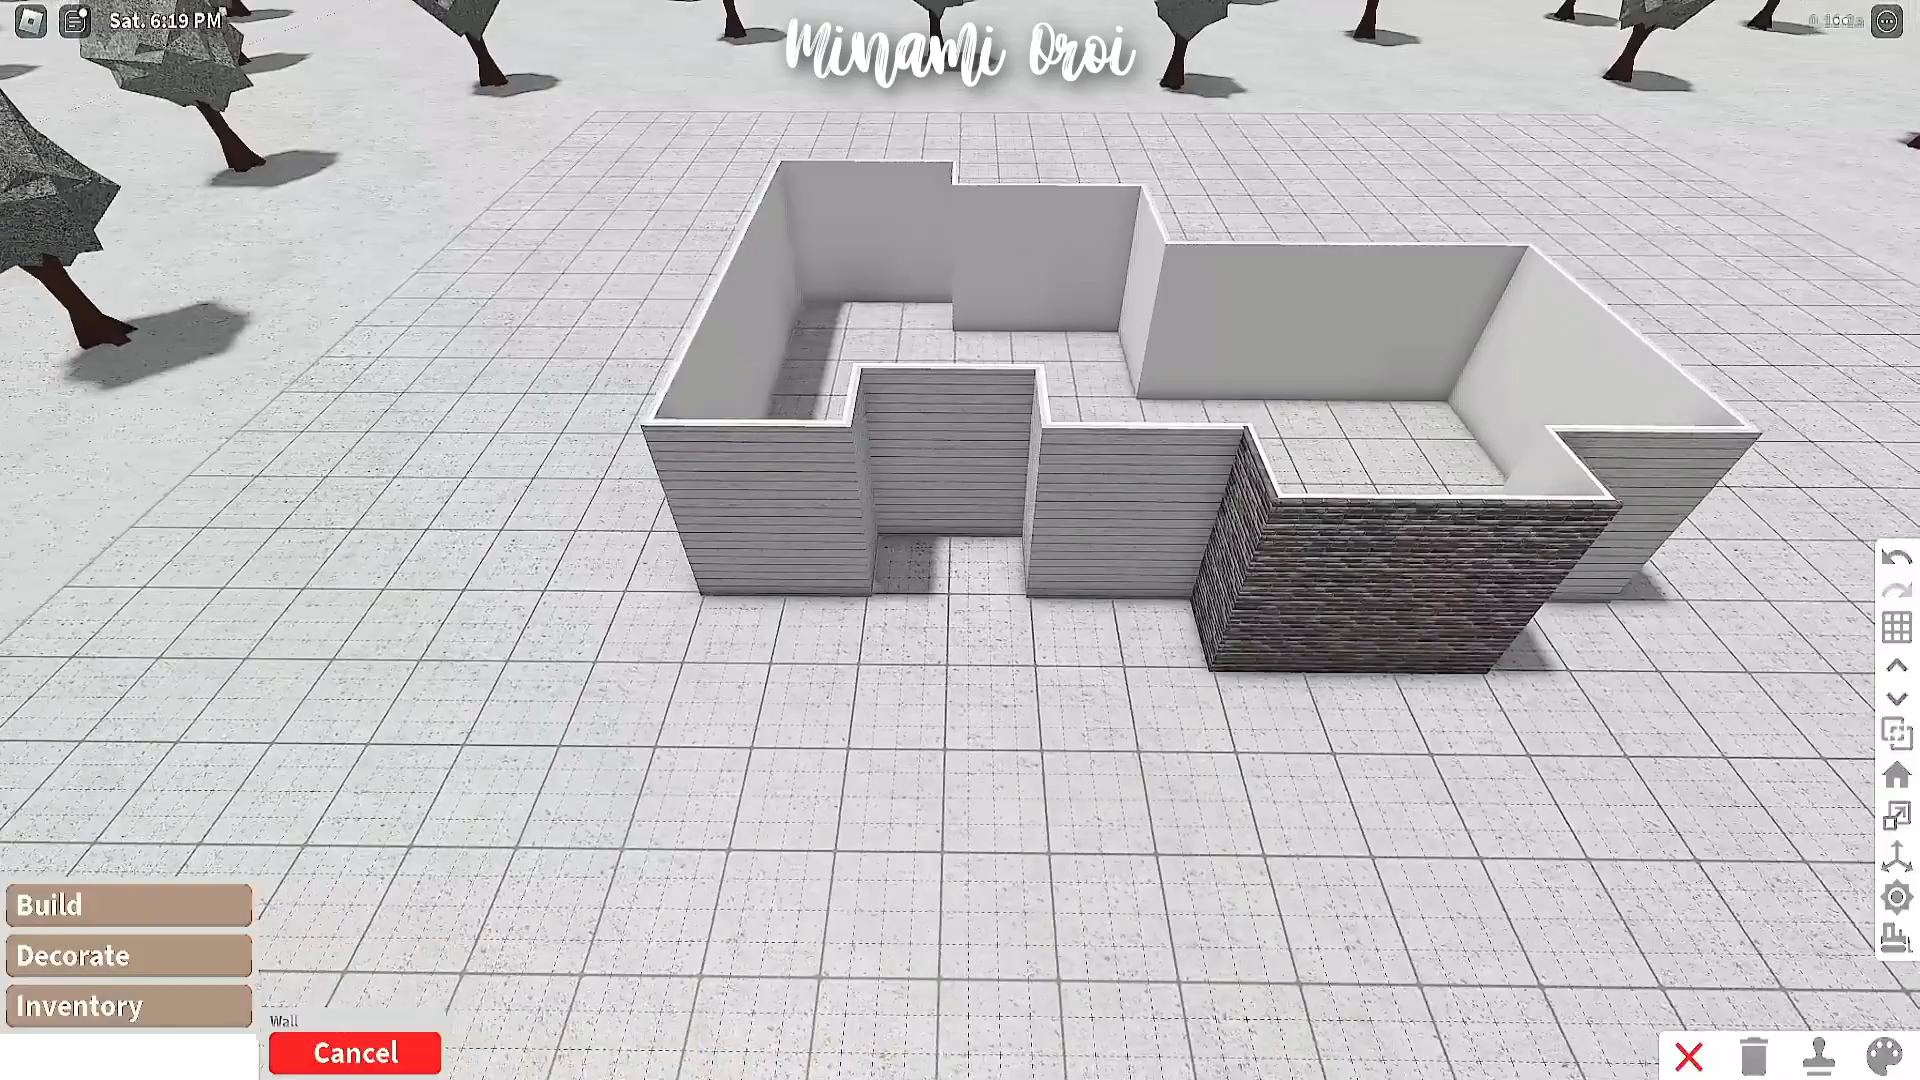 Sat. 6:19 PM
Minami Oroi
Build
Decorate
Inventory
Wall
Cancel